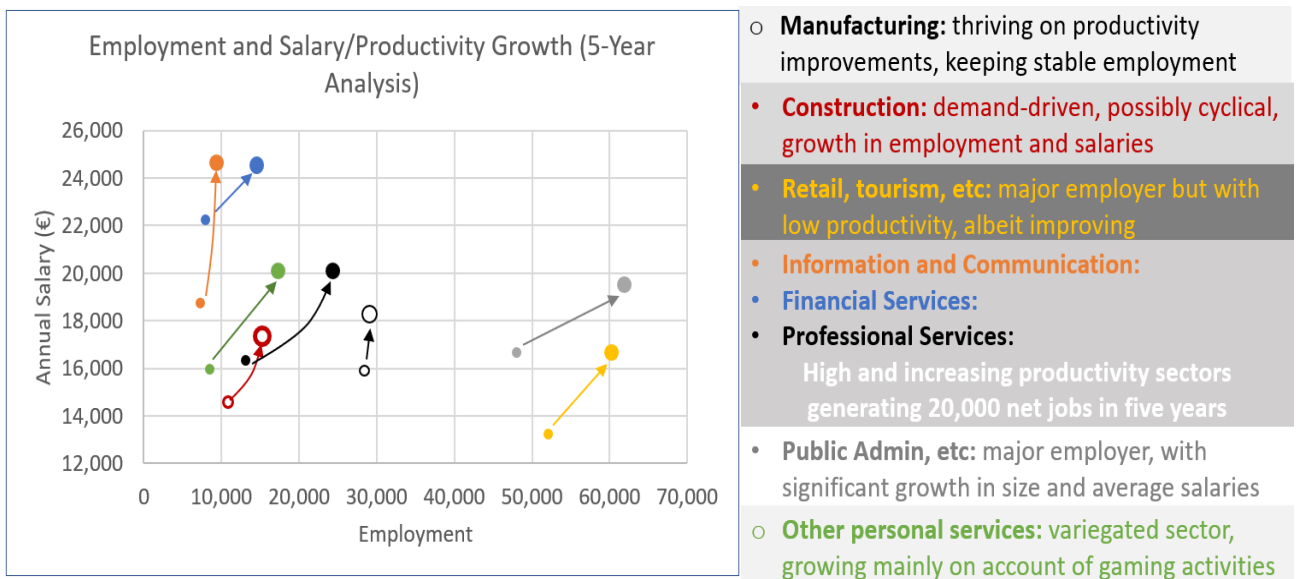 Employment and Salary/Productivity Growth (5-Year
Analysis)
26,000
24,000
22,000
20,000
18,000
16,000
14,000
12,000
Annual Salary (€)
0 10,000 20,000 30,000 40,000 50,000 60,000 70,000
Employment
o Manufacturing: thriving on productivity
improvements, keeping stable employment
• Construction: demand-driven, possibly cyclical,
growth in employment and salaries
• Retail, tourism, etc: major employer but with
low productivity, albeit improving
• Information and Communication:
• Financial Services:
• Professional Services:
High and increasing productivity sectors
generating 20,000 net jobs in five years
• Public Admin, etc: major employer, with
significant growth in size and average salaries
o Other personal services: variegated sector,
growing mainly on account of gaming activities